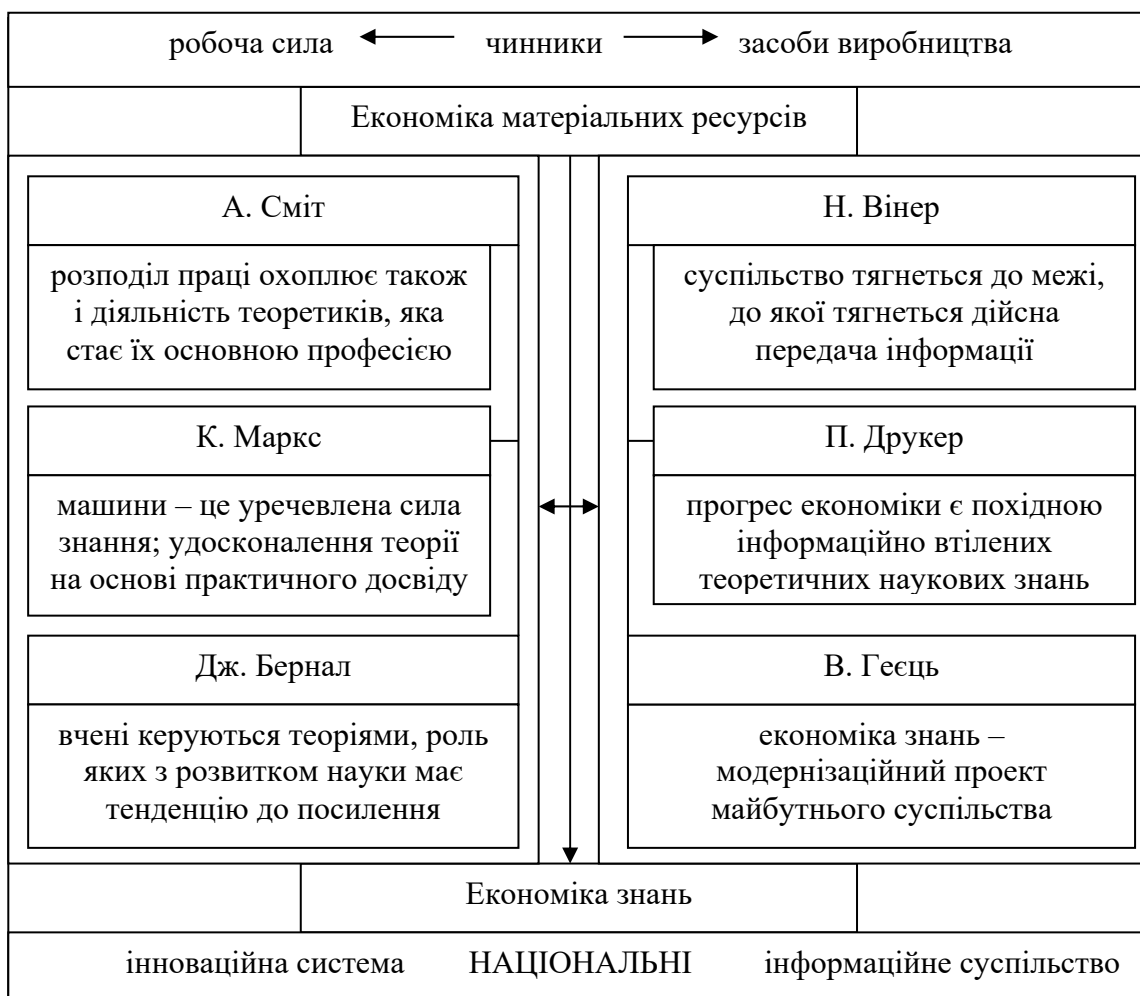 робоча сила чинники засоби виробництва
Економіка матеріальних ресурсів
А. Сміт
розподіл праці охоплює також
і діяльність теоретиків, яка
стає їх основною професією
К. Маркс
машини – це уречевлена сила
знання; удосконалення теорії
на основі практичного досвіду
Дж. Бернал
вчені керуються теоріями, роль
яких з розвитком науки має
тенденцію до посилення
Н. Вінер
суспільство тягнеться до межі,
до якої тягнеться дійсна
передача інформації
П. Друкер
прогрес економіки є похідною
інформаційно втілених
теоретичних наукових знань
В. Геєць
економіка знань –
модернізаційний проект
майбутнього суспільства
Економіка знань
інноваційна система НАЦІОНАЛЬНІ інформаційне суспільство